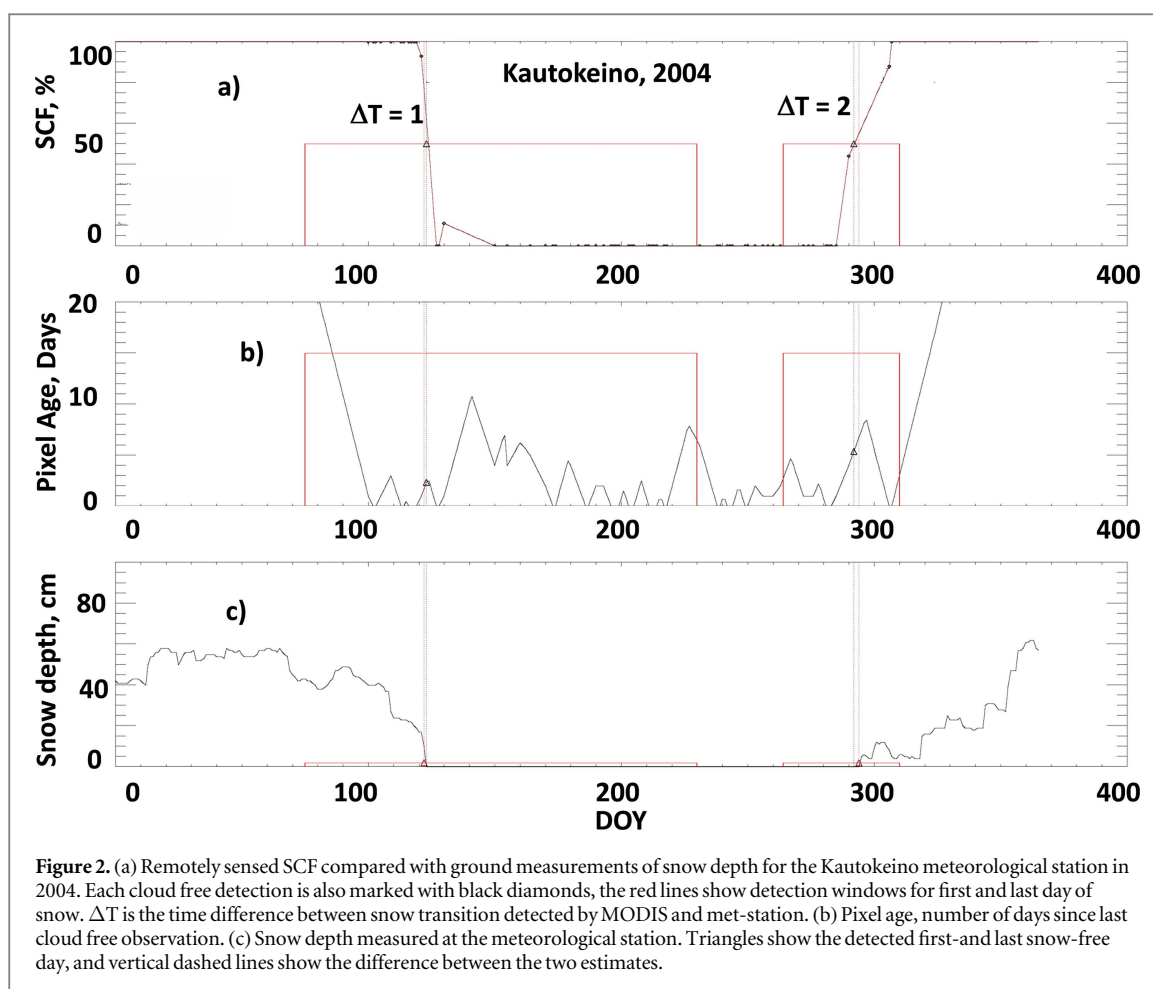 100
Kautokeino, 2004
a)
SCF, %
ΔT = 1
ΔT = 2
50
0
0 100 200 300 400
20
b)
Pixel Age, Days
10
0
0 100 200 300 400
80
c)
Snow depth, cm
40
0
0 100 200 300 400
DOY
Figure 2. (a) Remotely sensed SCF compared with ground measurements of snow depth for the Kautokeino meteorological station in
2004. Each cloud free detection is also marked with black diamonds, the red lines show detection windows for first and last day of
snow. ΔT is the time difference between snow transition detected by MODIS and met-station. (b) Pixel age, number of days since last
cloud free observation. (c) Snow depth measured at the meteorological station. Triangles show the detected first-and last snow-free
day, and vertical dashed lines show the difference between the two estimates.